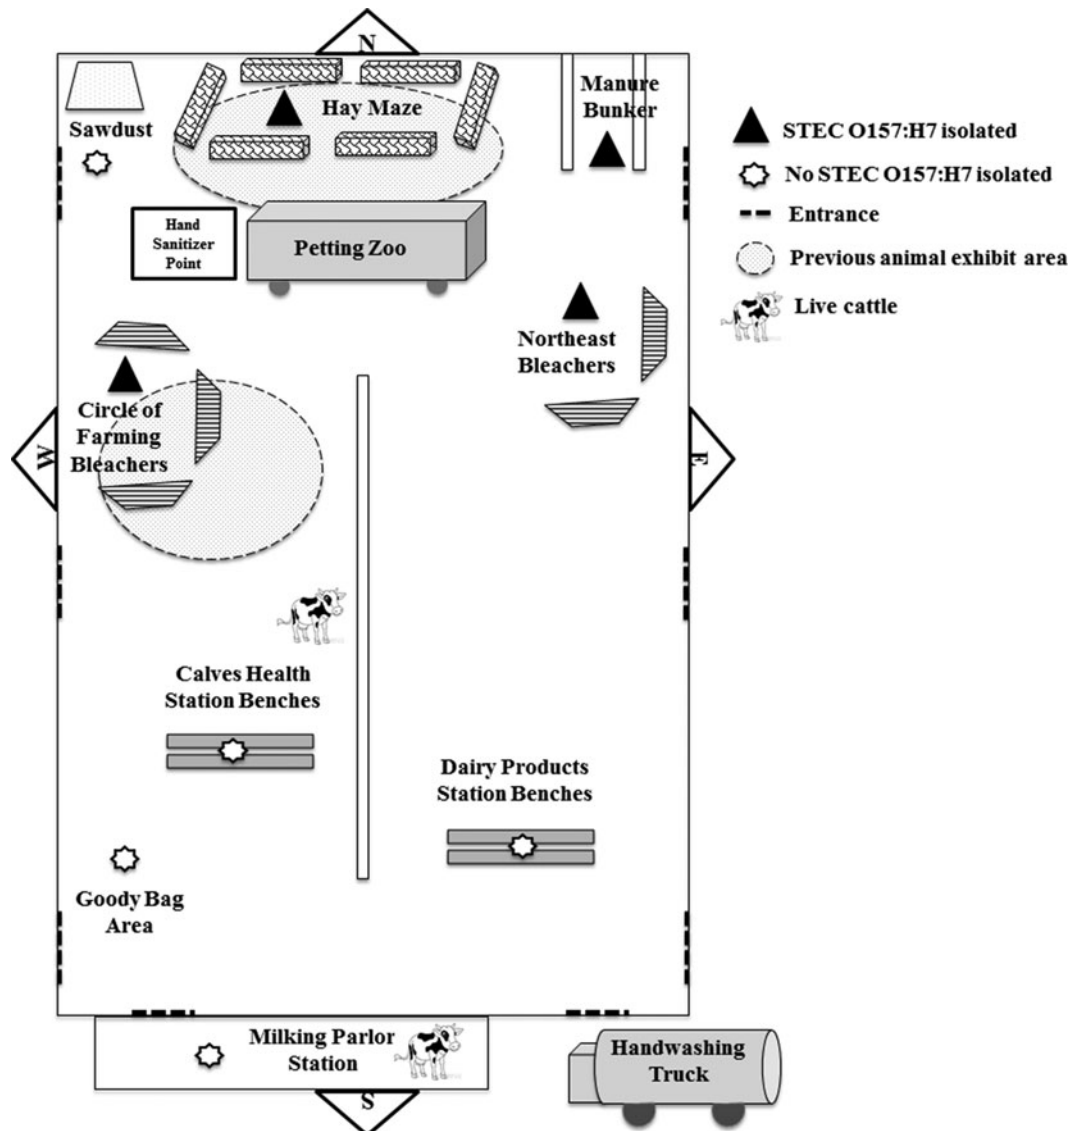 N
Manure
Bunker
Hay Maze
Sawdust
Hand
Sanitizer
Point
Petting Zoo
Northeast
Bleachers
Circle of
Farming
Bleachers
W
E
Calves Health
Station Benches
Dairy Products
Station Benches
Goody Bag
Area
Milking Parlor
Station
Handwashing
Truck
S
STEC O157:H7 isolated
No STEC O157:H7 isolated
Entrance
Previous animal exhibit area
Live cattle